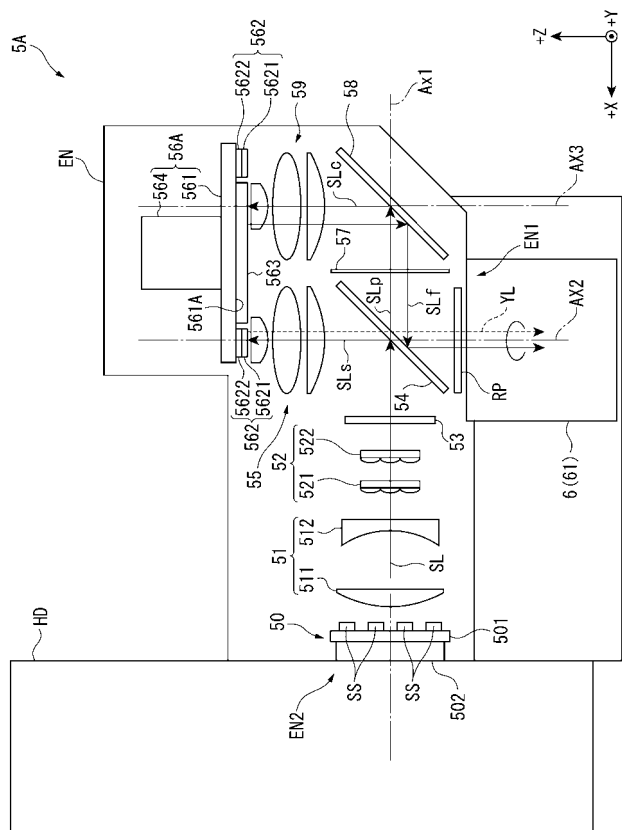 5A
EN
564
56A
561
562
5622
5621
59
58
Ax1
561A
563
SLc
AX3
5622
5621
562
55
SLs
57
SLp
SLf
EN1
YL
AX2
54
RP
53
6(61)
52
522
521
51
512
511
SL
HD
50
501
SS
SS
502
EN2
+Z
+Y
+X